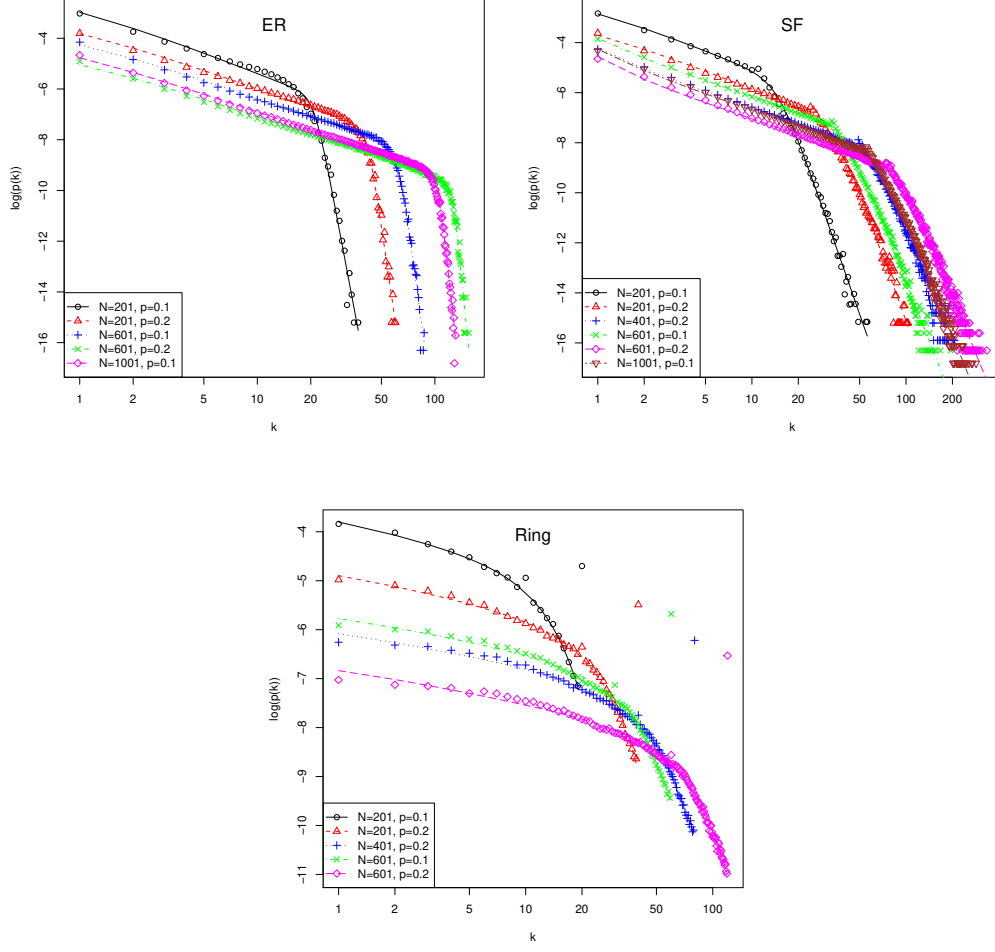 ER
log(p(k))
-4
-6
-8
-10
-12
-14
-16
N=201, p=0.1
N=201, p=0.2
N=601, p=0.1
N=601, p=0.2
N=1001, p=0.1
1 2 5 10 20 50 100
k
SF
log(p(k))
-4
-6
-8
-10
-12
-14
-16
N=201, p=0.1
N=201, p=0.2
N=401, p=0.2
N=601, p=0.1
N=601, p=0.2
N=1001, p=0.1
1 2 5 10 20 50 100 200
k
Ring
log(p(k))
-4
-5
-6
-7
-8
-9
-10
-11
N=201, p=0.1
N=201, p=0.2
N=401, p=0.2
N=601, p=0.1
N=601, p=0.2
1 2 5 10 20 50 100
k